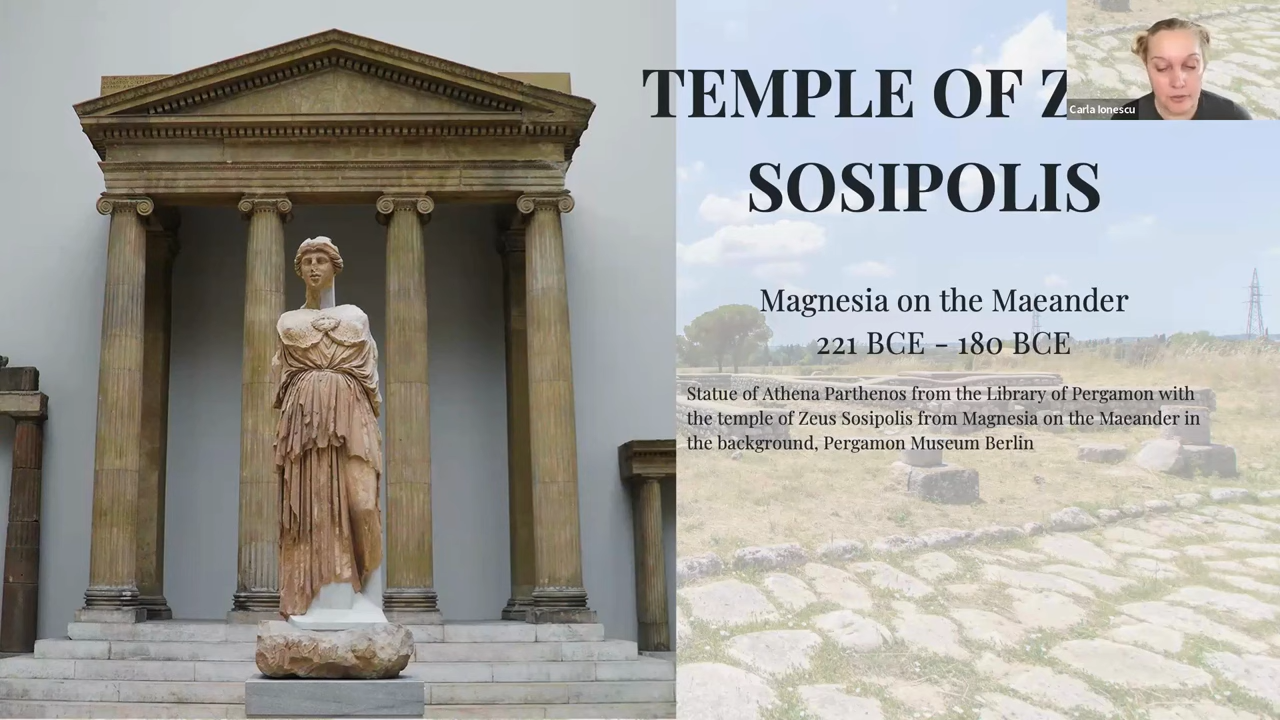 TEMPLE OF Z
Carla Ionescu
SOSIPOLIS
Magnesia on the Maeander
221 BCE - 180 BCE
Statue of Athena Parthenos from the Library of Pergamon with
the temple of Zeus Sosipolis from Magnesia on the Maeander in
the background, Pergamon Museum Berlin